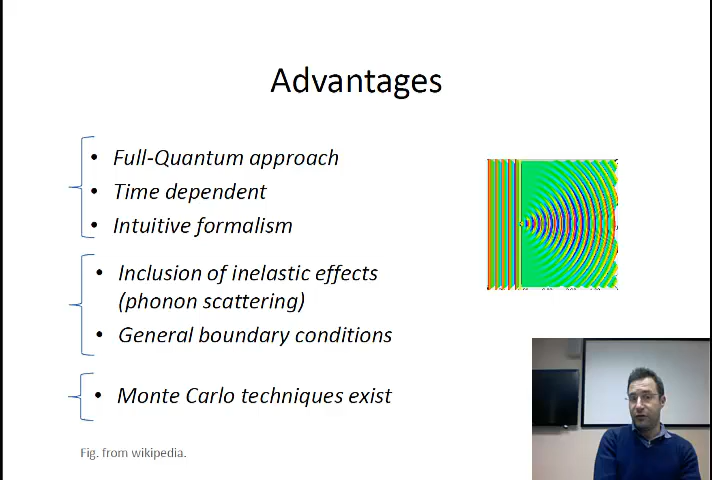 Advantages
• Full-Quantum approach
• Time dependent
• Intuitive formalism
• Inclusion of inelastic effects
(phonon scattering)
• General boundary conditions
• Monte Carlo techniques exist
Fig. from wikipedia.